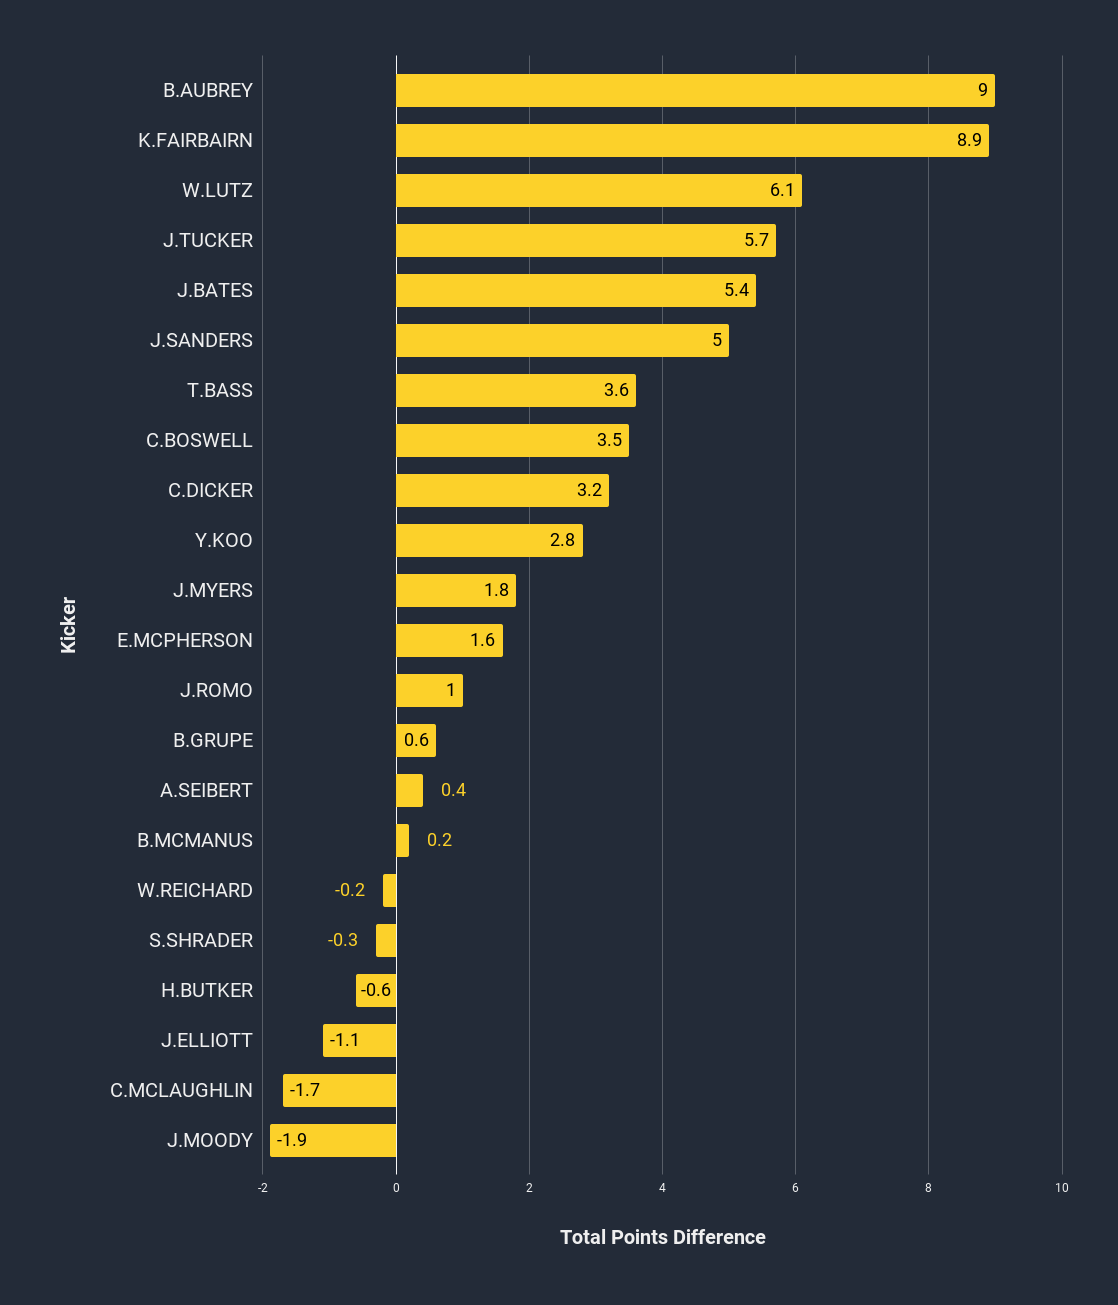 B.AUBREY 9
K.FAIRBAIRN 8.9
W.LUTZ 6.1
J.TUCKER 5.7
J.BATES 5.4
J.SANDERS 5
T.BASS 3.6
C.BOSWELL 3.5
C.DICKER 3.2
Y.KOO 2.8
J.MYERS 1.8
Kicker
E.MCPHERSON 1.6
J.ROMO 1
B.GRUPE 0.6
A.SEIBERT 0.4
B.MCMANUS 0.2
W.REICHARD -0.2
S.SHRADER -0.3
H.BUTKER -0.6
J.ELLIOTT -1.1
C.MCLAUGHLIN -1.7
J.MOODY -1.9
-2 0 2 4 6 8 10
Total Points Difference